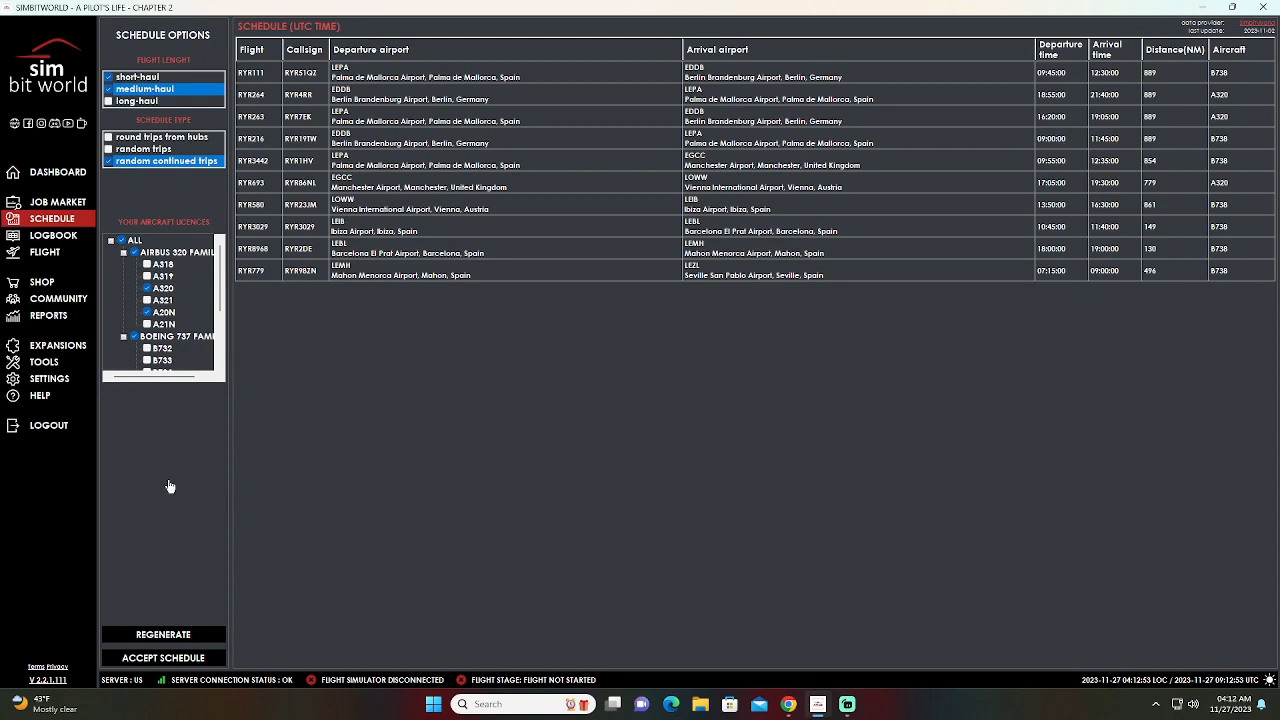 SIMBITWORLD - A PILOT'S LIFE - CHAPTER 2
sim
bit world
DASHBOARD
JOB MARKET
SCHEDULE
LOGBOOK
FLIGHT
SHOP
COMMUNITY
REPORTS
EXPANSIONS
TOOLS
SETTINGS
HELP
LOGOUT
Terms Privacy
V 2.2.1.111
SCHEDULE OPTIONS
FLIGHT LENGHT
short-haul
medium-haul
long-haul
SCHEDULE TYPE
round trips from hubs
random trips
random continued trips
YOUR AIRCRAFT LICENCES
ALL
AIRBUS 320 FAMIL
A318
A319
A320
A321
A20N
A21N
BOEING 737 FAMI
B732
B733
REGENERATE
ACCEPT SCHEDULE
SCHEDULE (UTC TIME)
data provider: Simbitworld
last update: 2023-11-02
Flight Callsign Departure airport Arrival airport Departure time Arrival time Distance(NM) Aircraft
RYR111 RYR51QZ LEPA Palma de Mallorca Airport, Palma de Mallorca, Spain EDDB Berlin Brandenburg Airport, Berlin, Germany 09:45:00 12:30:00 889 B738
RYR264 RYR4RR EDDB Berlin Brandenburg Airport, Berlin, Germany LEPA Palma de Mallorca Airport, Palma de Mallorca, Spain 18:55:00 21:40:00 889 A320
RYR263 RYR7EK LEPA Palma de Mallorca Airport, Palma de Mallorca, Spain EDDB Berlin Brandenburg Airport, Berlin, Germany 16:20:00 19:05:00 889 A320
RYR216 RYR19TW EDDB Berlin Brandenburg Airport, Berlin, Germany LEPA Palma de Mallorca Airport, Palma de Mallorca, Spain 09:00:00 11:45:00 889 B738
RYR3442 RYR1HV LEPA Palma de Mallorca Airport, Palma de Mallorca, Spain EGCC Manchester Airport, Manchester, United Kingdom 09:55:00 12:35:00 854 B738
RYR693 RYR86NL EGCC Manchester Airport, Manchester, United Kingdom LOWW Vienna International Airport, Vienna, Austria 17:05:00 19:30:00 779 A320
RYR580 RYR23JM LOWW Vienna International Airport, Vienna, Austria LEIB Ibiza Airport, Ibiza, Spain 13:50:00 16:30:00 861 B738
RYR3029 RYR3029 LEIB Ibiza Airport, Ibiza, Spain LEBL Barcelona El Prat Airport, Barcelona, Spain 10:45:00 11:40:00 149 B738
RYR8968 RYR2DE LEBL Barcelona El Prat Airport, Barcelona, Spain LEMH Mahon Menorca Airport, Mahon, Spain 18:00:00 19:00:00 130 B738
RYR779 RYR98ZN LEMH Mahon Menorca Airport, Mahon, Spain LEZL Seville San Pablo Airport, Seville, Spain 07:15:00 09:00:00 496 B738
SERVER : US SERVER CONNECTION STATUS : OK FLIGHT SIMULATOR DISCONNECTED FLIGHT STAGE: FLIGHT NOT STARTED 2023-11-27 04:12:53 LOC / 2023-11-27 09:12:53 UTC
43°F
Mostly clear
Search
04:12 AM
11/27/2023